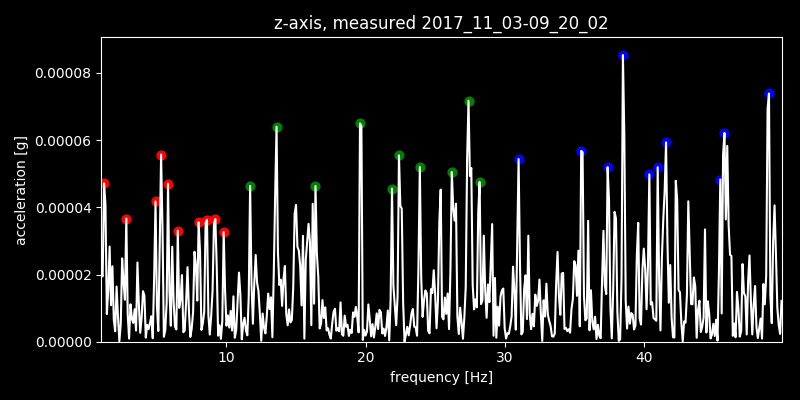 z-axis, measured 2017_11_03-09_20_02
0.00008
0.00006
0.00004
0.00002
0.00000
acceleration [g]
10 20 30 40
frequency [Hz]